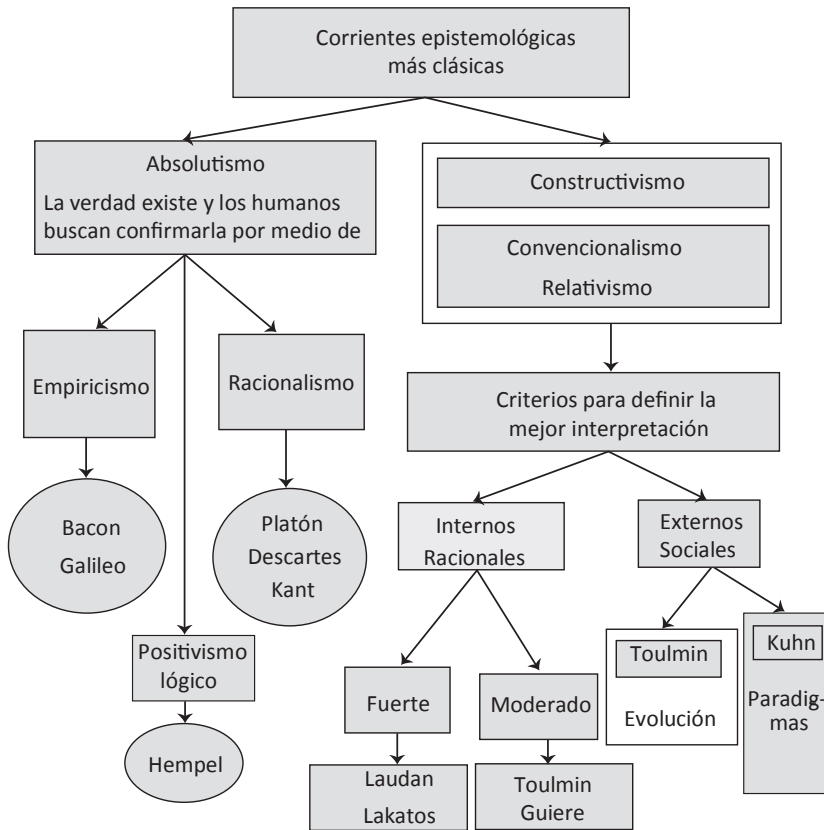 Corrientes epistemológicas
más clásicas
Absolutismo
La verdad existe y los humanos
buscan confirmarla por medio de
Constructivismo
Convencionalismo
Relativismo
Empiricismo
Racionalismo
Criterios para definir la
mejor interpretación
Bacon
Galileo
Platón
Descartes
Kant
Internos
Racionales
Externos
Sociales
Positivismo
lógico
Hempel
Fuerte
Moderado
Toulmin
Evolución
Kuhn
Paradig-
mas
Laudan
Lakatos
Toulmin
Guiere